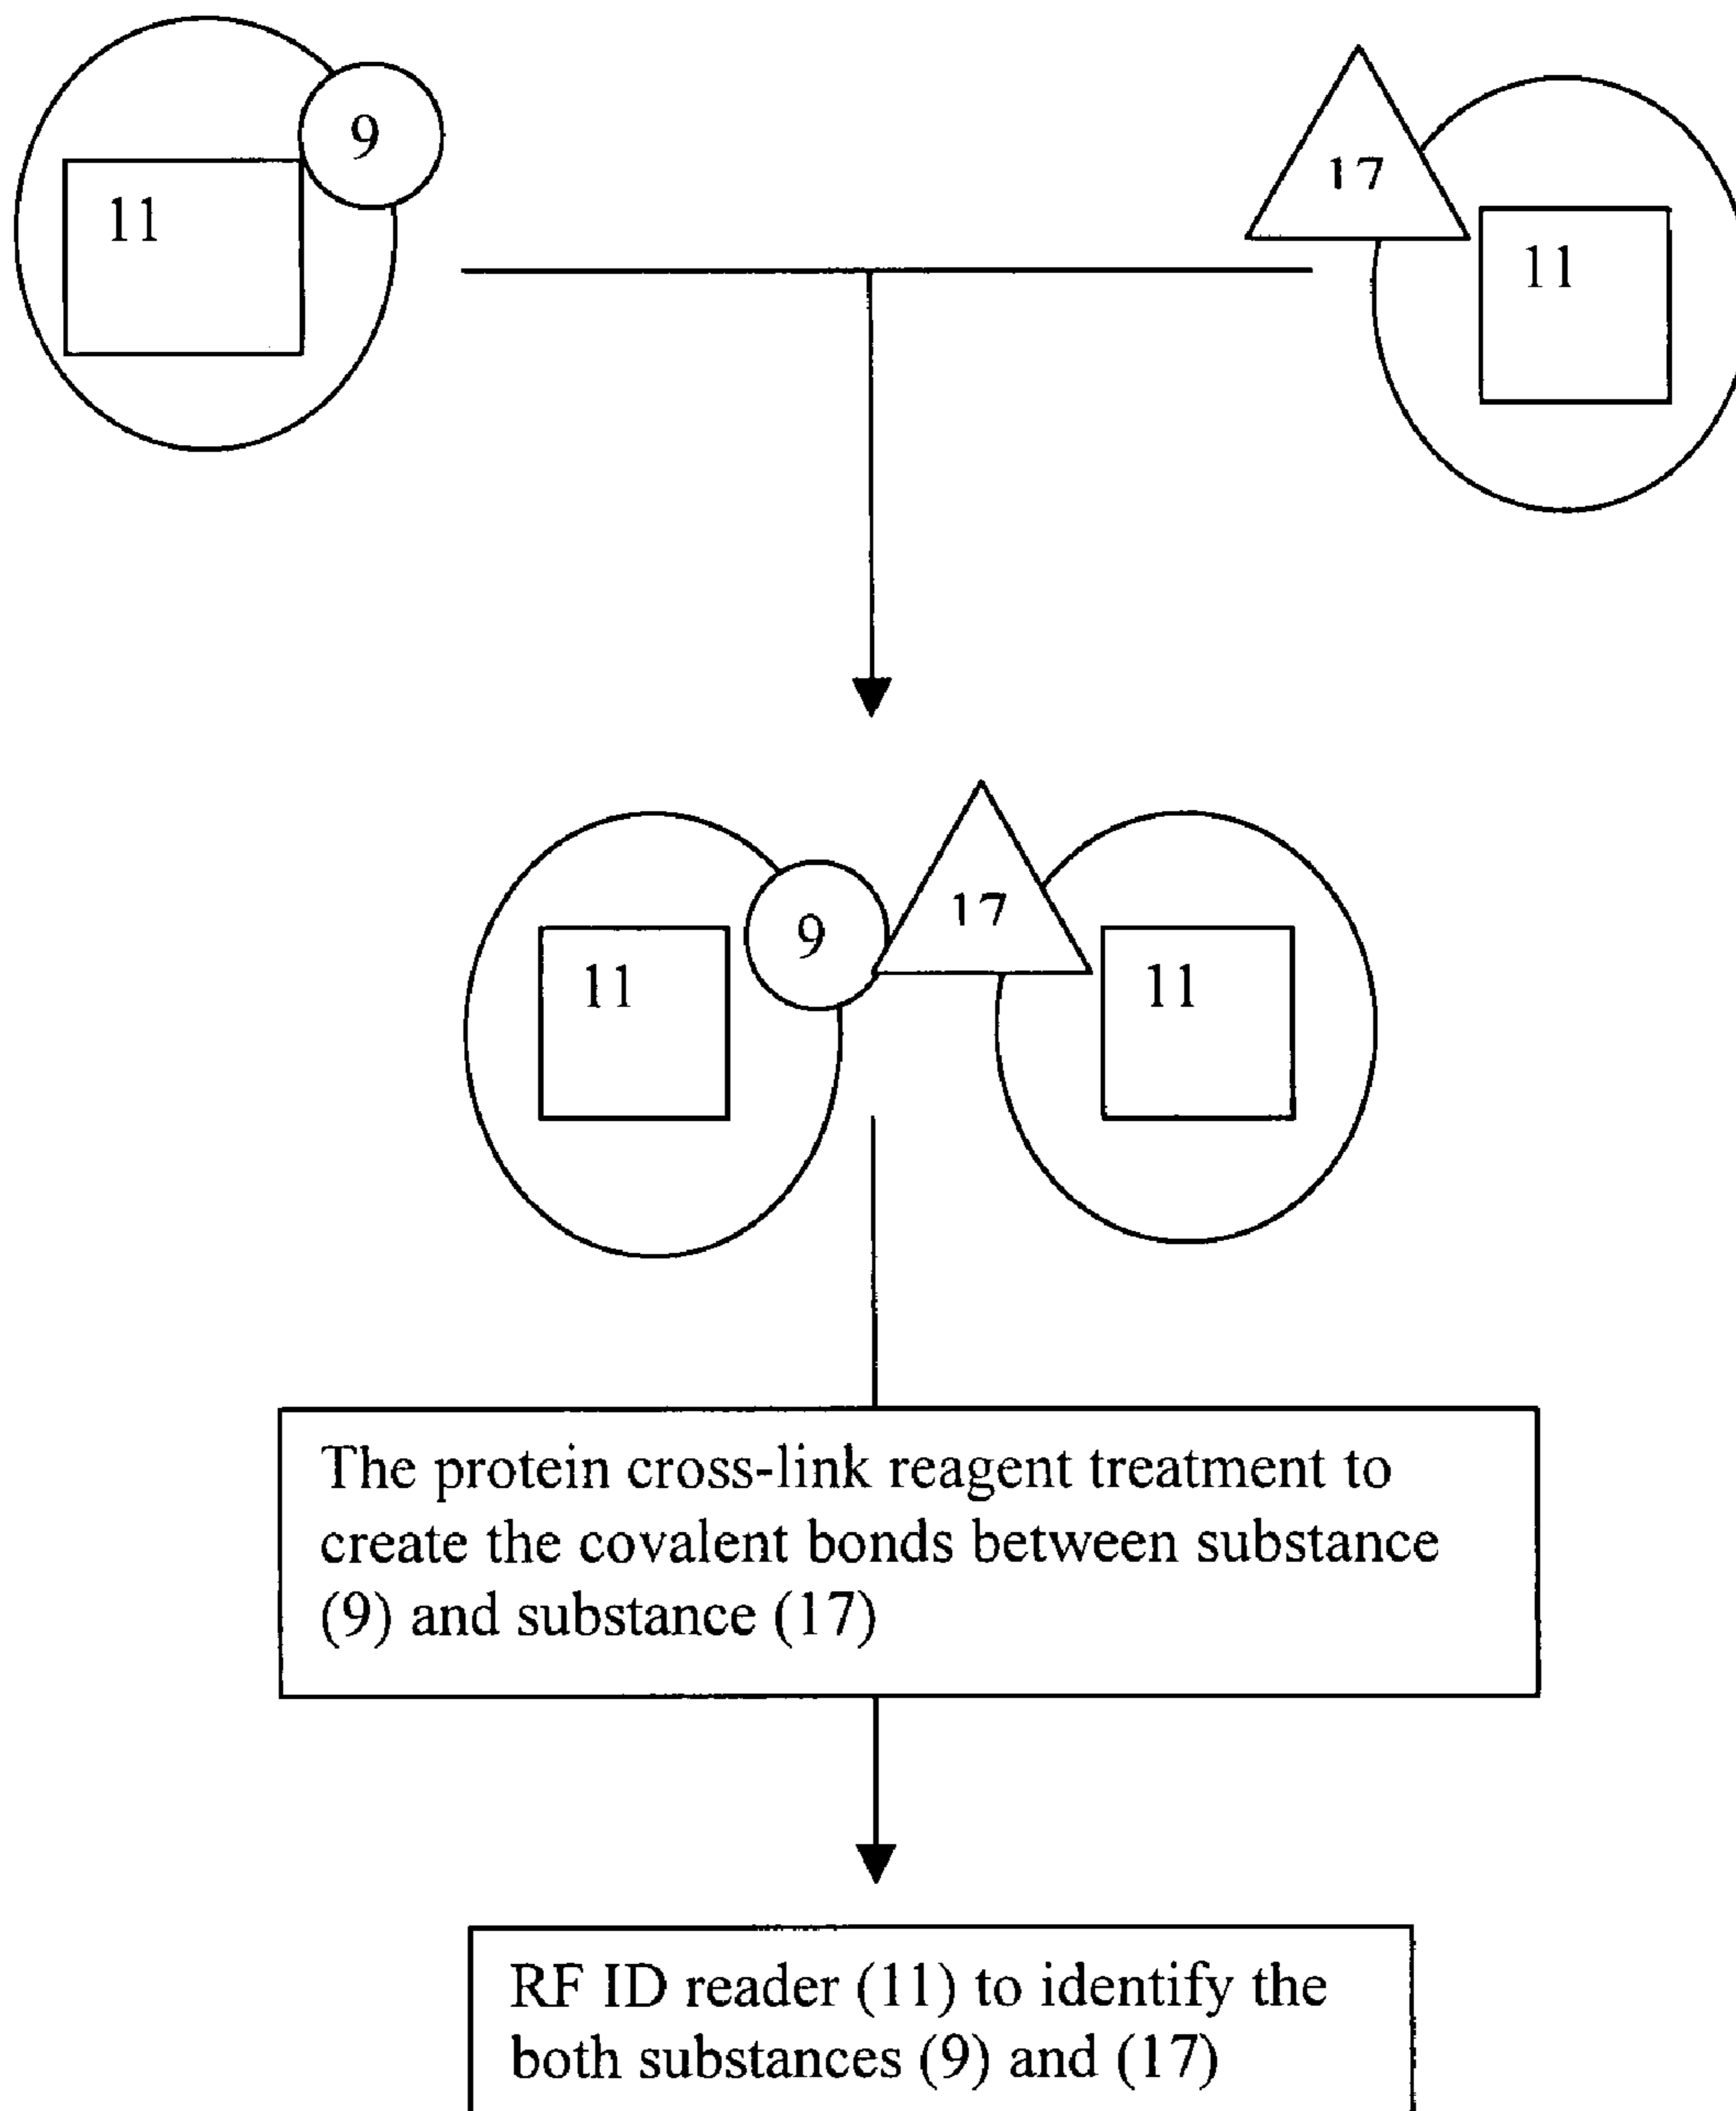 9
11
17
11
9
17
11
11
The protein cross-link reagent treatment to
create the covalent bonds between substance
(9) and substance (17)
RF ID reader (11) to identify the
both substances (9) and (17)